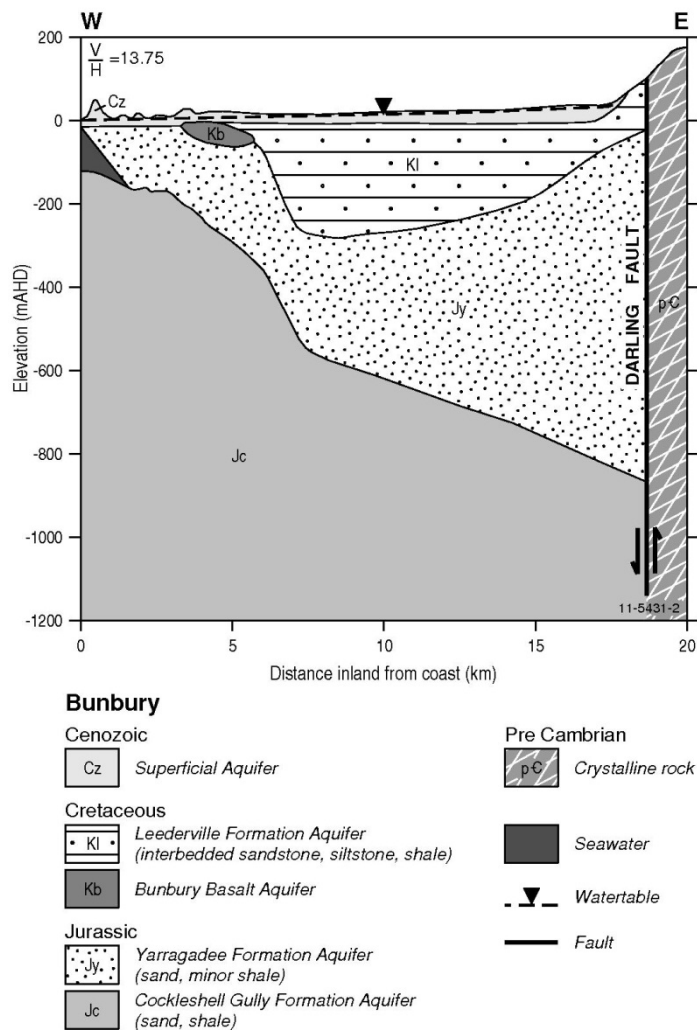 W
E
V
H
=13.75
200
0
-200
-400
-600
-800
-1000
-1200
Elevation (mAHD)
Cz
Kb
Kl
Jy
Jc
DARLING FAULT
p-C
11-5431-2
0
5
10
15
20
Distance inland from coast (km)
Bunbury
Cenozoic
Cz
Superficial Aquifer
Cretaceous
Kl
Leederville Formation Aquifer
(interbedded sandstone, siltstone, shale)
Kb
Bunbury Basalt Aquifer
Jurassic
Jy
Yarragadee Formation Aquifer
(sand, minor shale)
Jc
Cockleshell Gully Formation Aquifer
(sand, shale)
Pre Cambrian
p-C
Crystalline rock
Seawater
Watertable
Fault